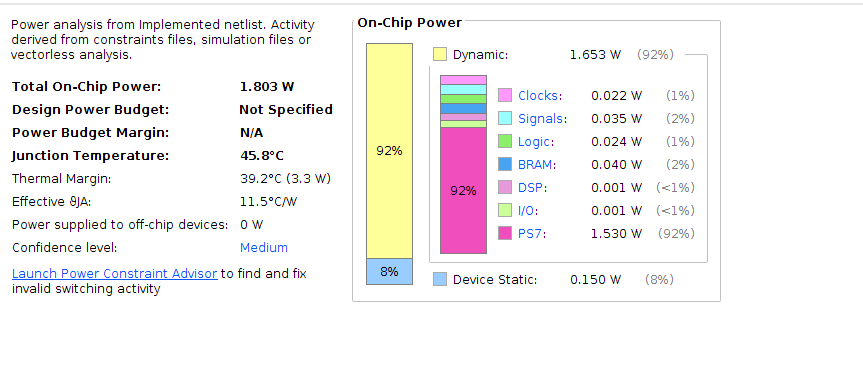 Power analysis from Implemented netlist. Activity
derived from constraints files, simulation files or
vectorless analysis.
Total On-Chip Power: 1.803 W
Design Power Budget: Not Specified
Power Budget Margin: N/A
Junction Temperature: 45.8°C
Thermal Margin: 39.2°C (3.3 W)
Effective ϑJA: 11.5°C/W
Power supplied to off-chip devices: 0 W
Confidence level: Medium
Launch Power Constraint Advisor to find and fix
invalid switching activity
On-Chip Power
92%
8%
Dynamic: 1.653 W (92%)
92%
Clocks: 0.022 W (1%)
Signals: 0.035 W (2%)
Logic: 0.024 W (1%)
BRAM: 0.040 W (2%)
DSP: 0.001 W (<1%)
I/O: 0.001 W (<1%)
PS7: 1.530 W (92%)
Device Static: 0.150 W (8%)